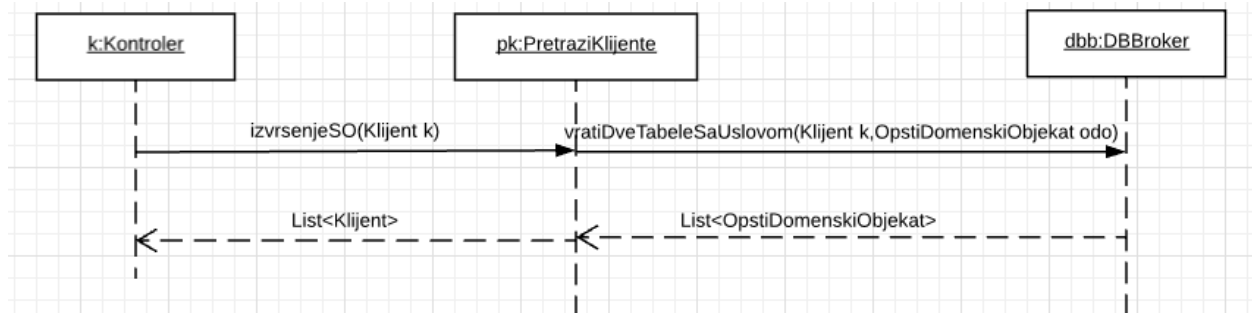 k:Kontroler
pk:PretraziKlijente
dbb:DBBroker
izvrsenjeSO(Klijent k)
vratiDveTabeleSaUslovom(Klijent k,OpstiDomenskiObjekat odo)
List<Klijent>
List<OpstiDomenskiObjekat>